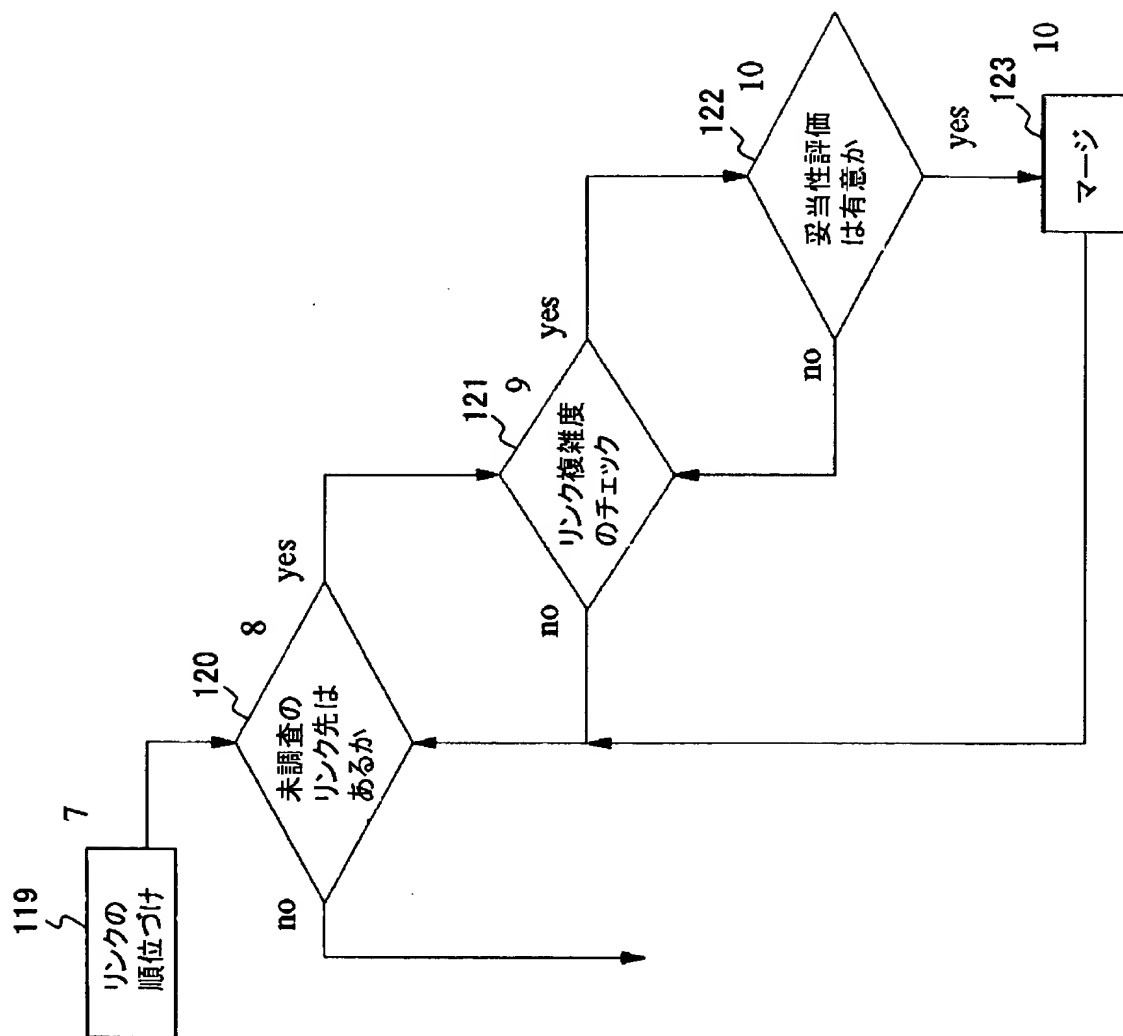 119
7
リンクの
順位づけ
120
8
未調査の
リンク先は
あるか
yes
no
121
9
リンク複雑度
のチェック
yes
no
122
10
妥当性評価
は有意か
no
yes
123
10
マージ